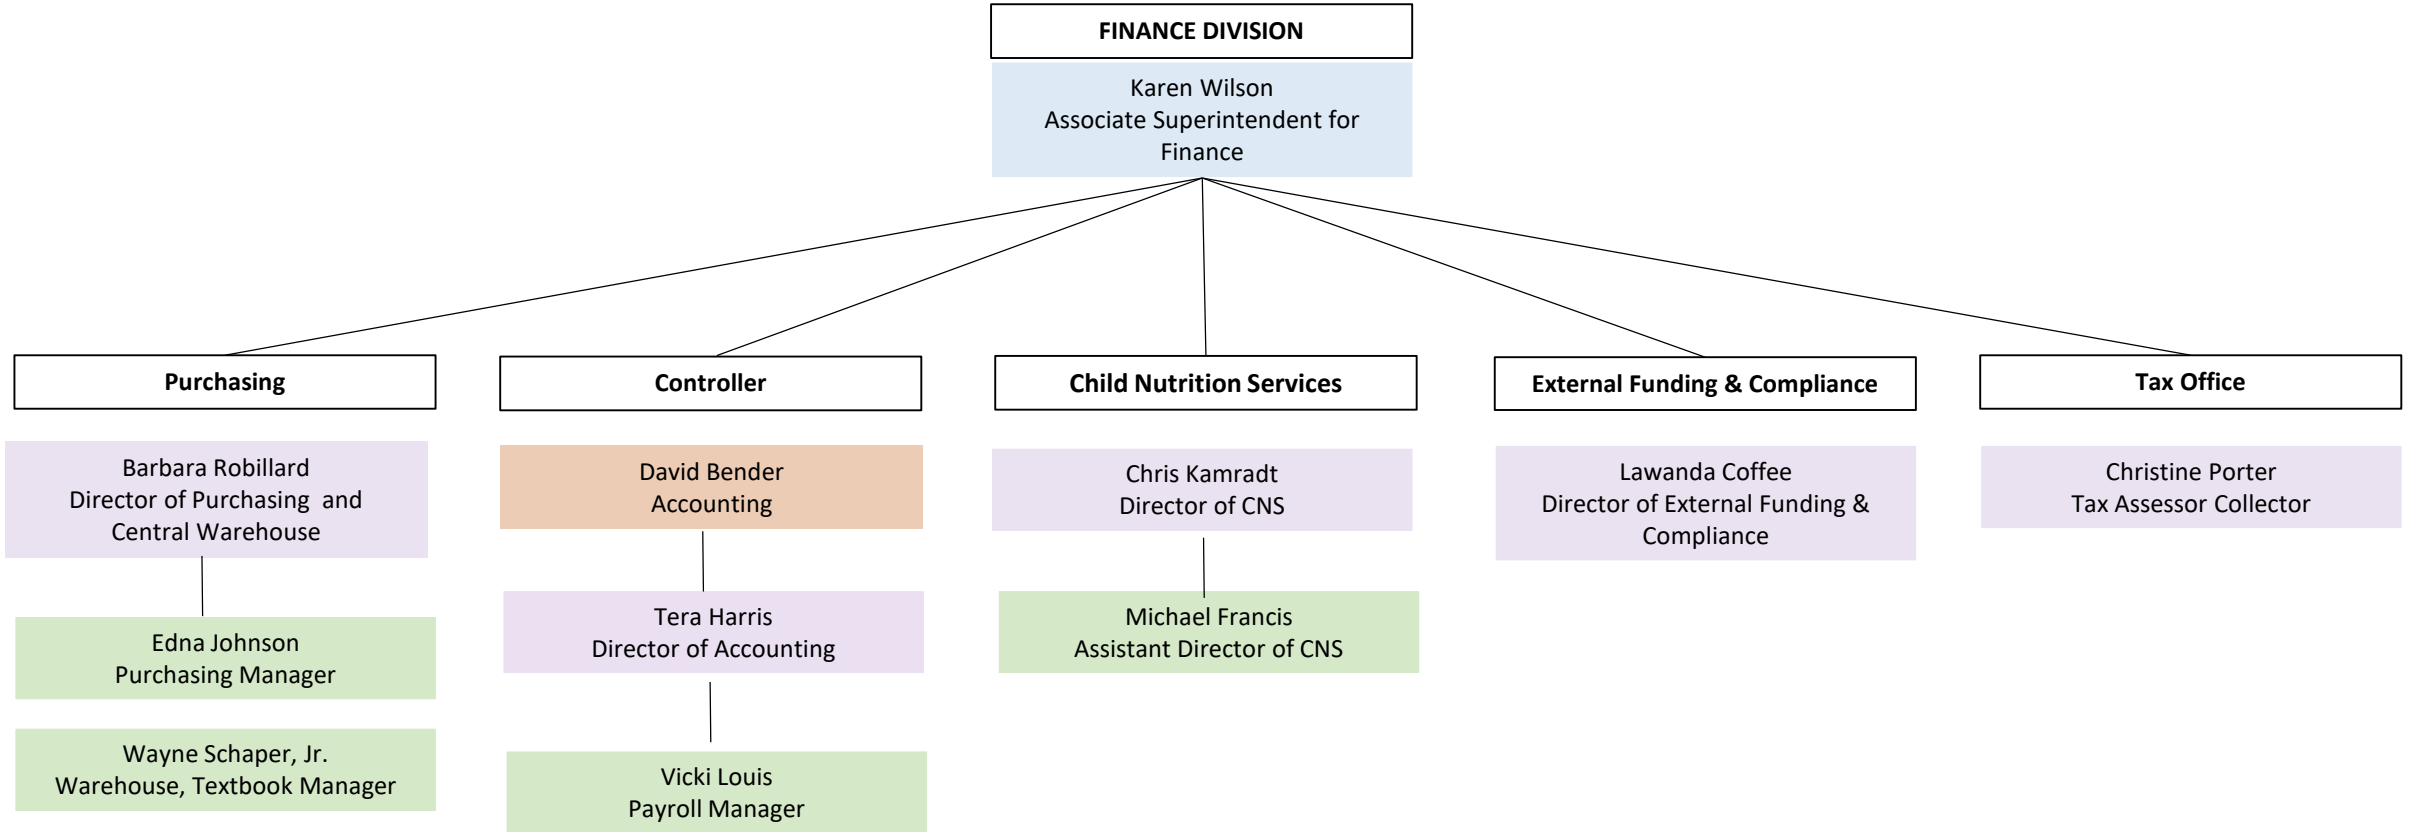 FINANCE DIVISION
Karen Wilson
Associate Superintendent for
Finance
Purchasing
Barbara Robillard
Director of Purchasing and
Central Warehouse
Edna Johnson
Purchasing Manager
Wayne Schaper, Jr.
Warehouse, Textbook Manager
Controller
David Bender
Accounting
Tera Harris
Director of Accounting
Vicki Louis
Payroll Manager
Child Nutrition Services
Chris Kamradt
Director of CNS
Michael Francis
Assistant Director of CNS
External Funding & Compliance
Lawanda Coffee
Director of External Funding &
Compliance
Tax Office
Christine Porter
Tax Assessor Collector